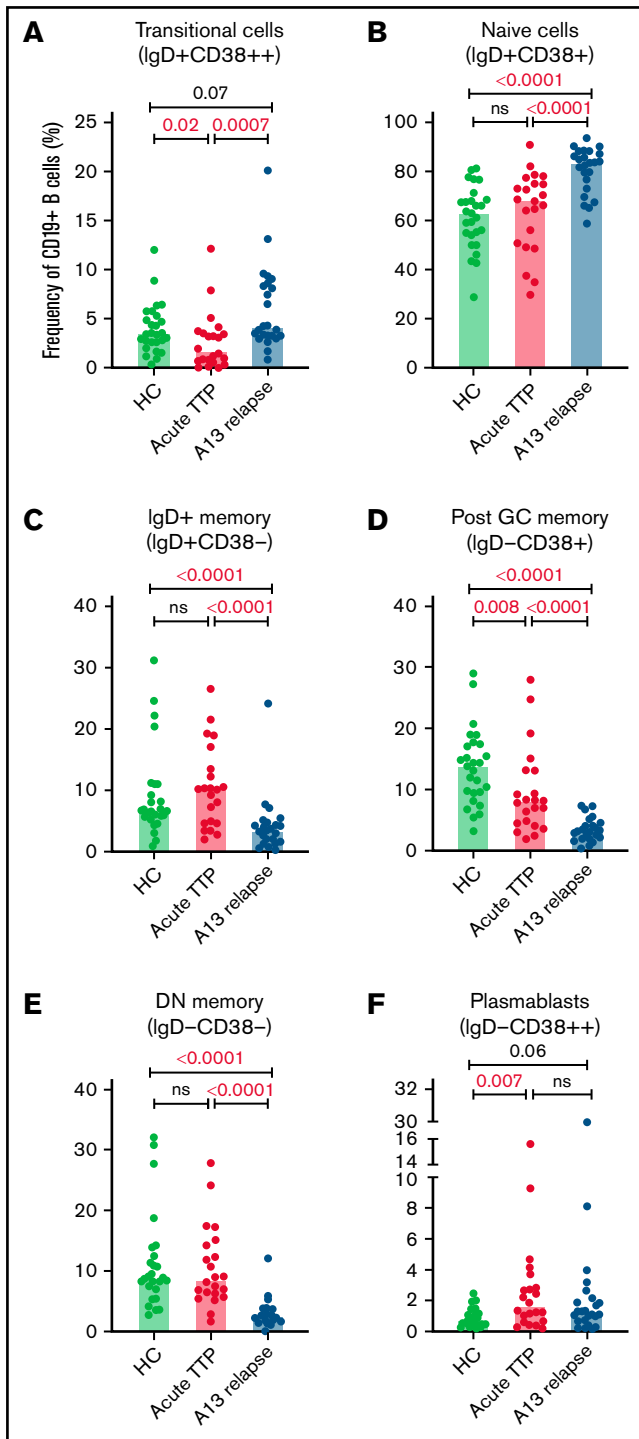 A
Transitional cells
(IgD+CD38++)
0.07
0.02 0.0007
Frequency of CD19+ B cells (%)
25
20
15
10
5
0
HC
Acute TTP
A13 relapse
B
Naive cells
(IgD+CD38+)
<0.0001
ns <0.0001
100
80
60
40
20
0
HC
Acute TTP
A13 relapse
C
IgD+ memory
(IgD+CD38–)
<0.0001
ns <0.0001
40
30
20
10
0
HC
Acute TTP
A13 relapse
D
Post GC memory
(IgD–CD38+)
<0.0001
0.008 <0.0001
40
30
20
10
0
HC
Acute TTP
A13 relapse
E
DN memory
(IgD–CD38–)
<0.0001
ns <0.0001
40
30
20
10
0
HC
Acute TTP
A13 relapse
F
Plasmablasts
(IgD–CD38++)
0.06
0.007 ns
32
30
16
14
10
8
6
4
2
0
HC
Acute TTP
A13 relapse